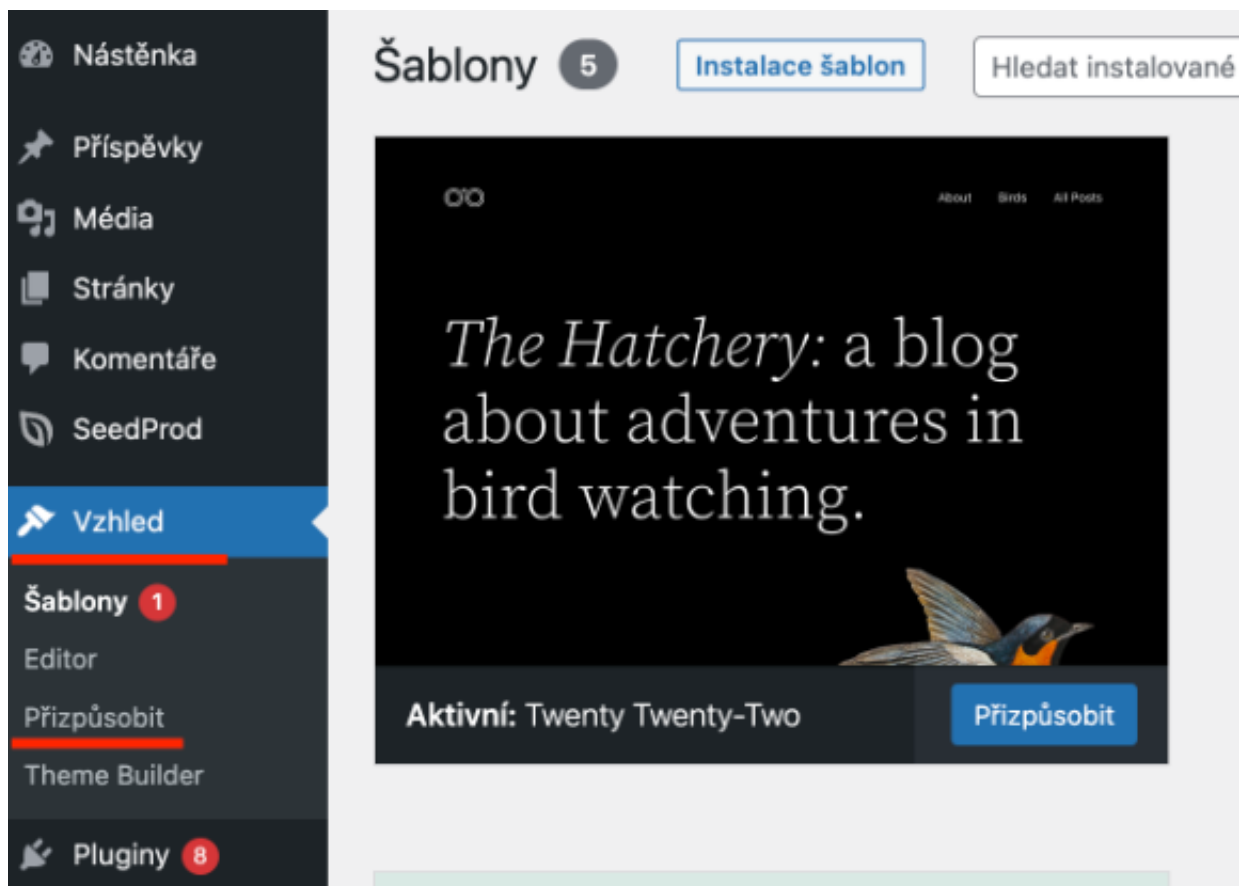 Nástěnka
Příspěvky
Média
Stránky
Komentáře
SeedProd
Vzhled
Šablony 1
Editor
Přizpůsobit
Theme Builder
Pluginy 8
Šablony 5 Instalace šablon Hledat instalované
About Birds All Posts
The Hatchery: a blog
about adventures in
bird watching.
Aktivní: Twenty Twenty-Two Přizpůsobit